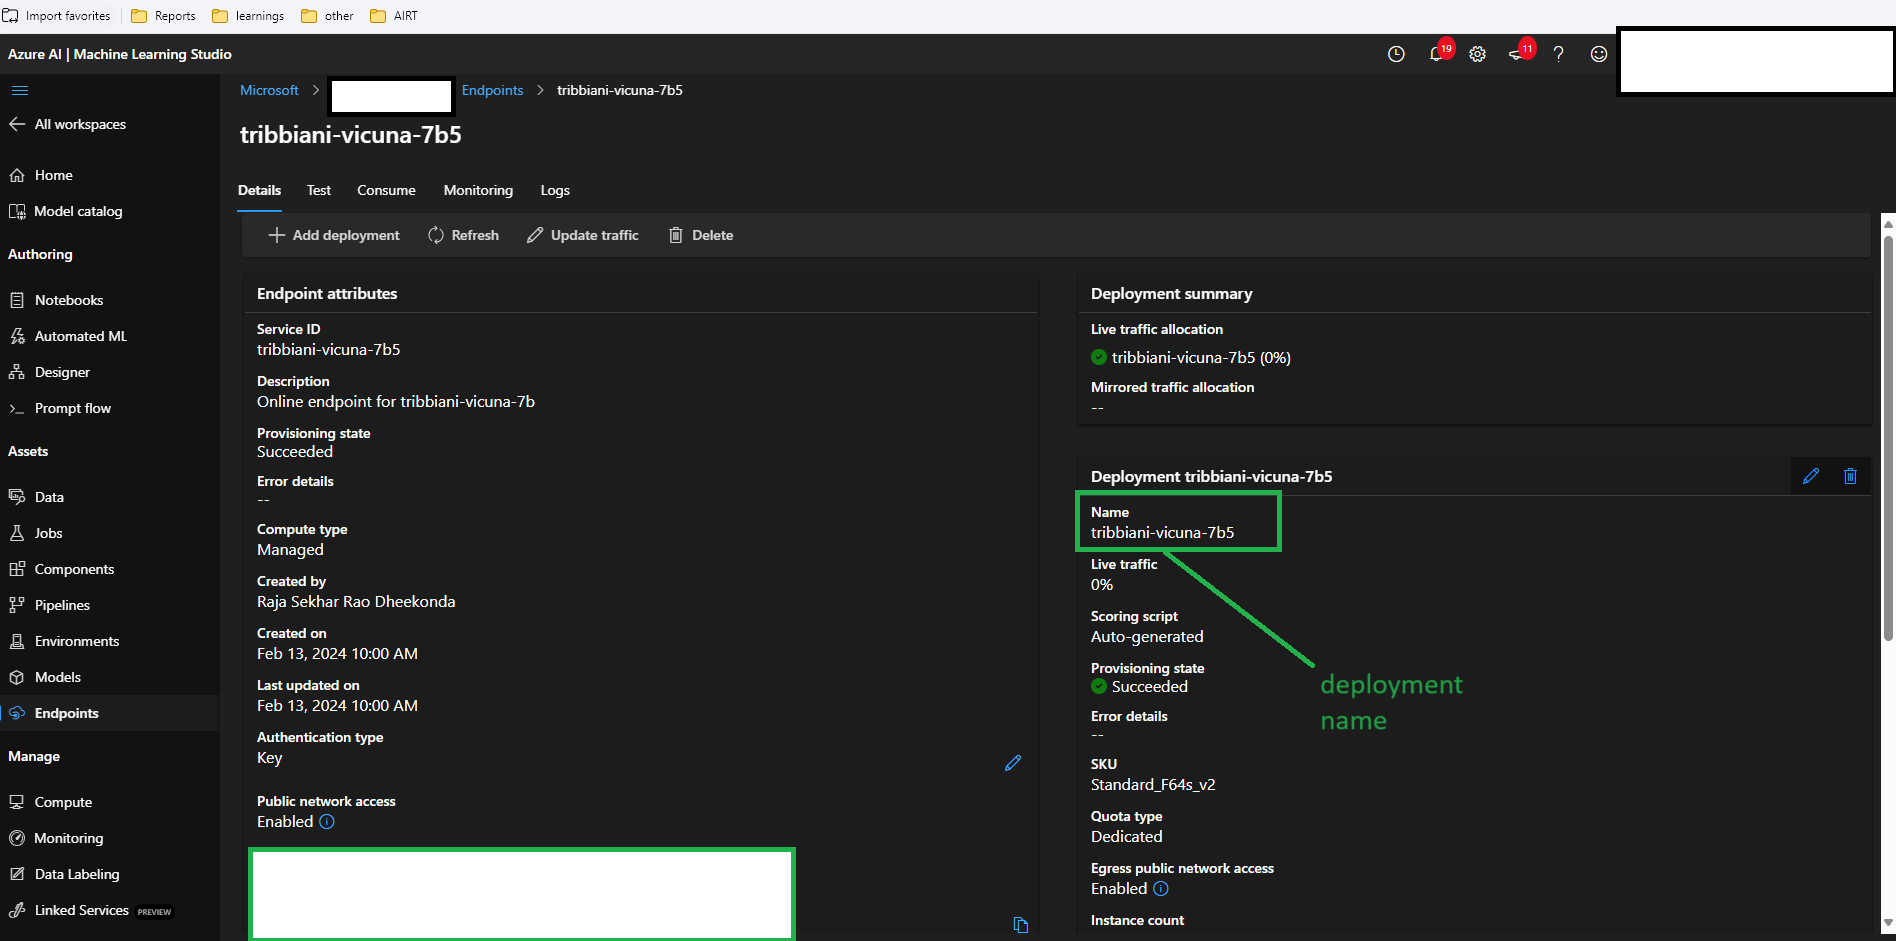 Import favorites
Reports
learnings
other
AIRT
Azure AI | Machine Learning Studio
19
11
Microsoft > Endpoints > tribbiani-vicuna-7b5
tribbiani-vicuna-7b5
All workspaces
Home
Model catalog
Authoring
Notebooks
Automated ML
Designer
Prompt flow
Assets
Data
Jobs
Components
Pipelines
Environments
Models
Endpoints
Manage
Compute
Monitoring
Data Labeling
Linked Services PREVIEW
Details
Test
Consume
Monitoring
Logs
Add deployment
Refresh
Update traffic
Delete
Endpoint attributes
Service ID
tribbiani-vicuna-7b5
Description
Online endpoint for tribbiani-vicuna-7b
Provisioning state
Succeeded
Error details
--
Compute type
Managed
Created by
Raja Sekhar Rao Dheekonda
Created on
Feb 13, 2024 10:00 AM
Last updated on
Feb 13, 2024 10:00 AM
Authentication type
Key
Public network access
Enabled
Deployment summary
Live traffic allocation
tribbiani-vicuna-7b5 (0%)
Mirrored traffic allocation
--
Deployment tribbiani-vicuna-7b5
Name
tribbiani-vicuna-7b5
Live traffic
0%
Scoring script
Auto-generated
Provisioning state
Succeeded
Error details
--
SKU
Standard_F64s_v2
Quota type
Dedicated
Egress public network access
Enabled
Instance count
deployment
name